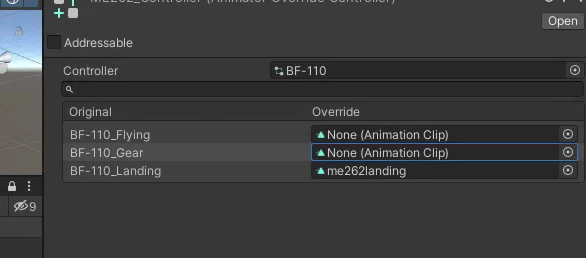 ME262_Controller (Animator Override Controller)
Open
Addressable
Controller BF-110
Original Override
BF-110_Flying None (Animation Clip)
BF-110_Gear None (Animation Clip)
BF-110_Landing me262landing
9